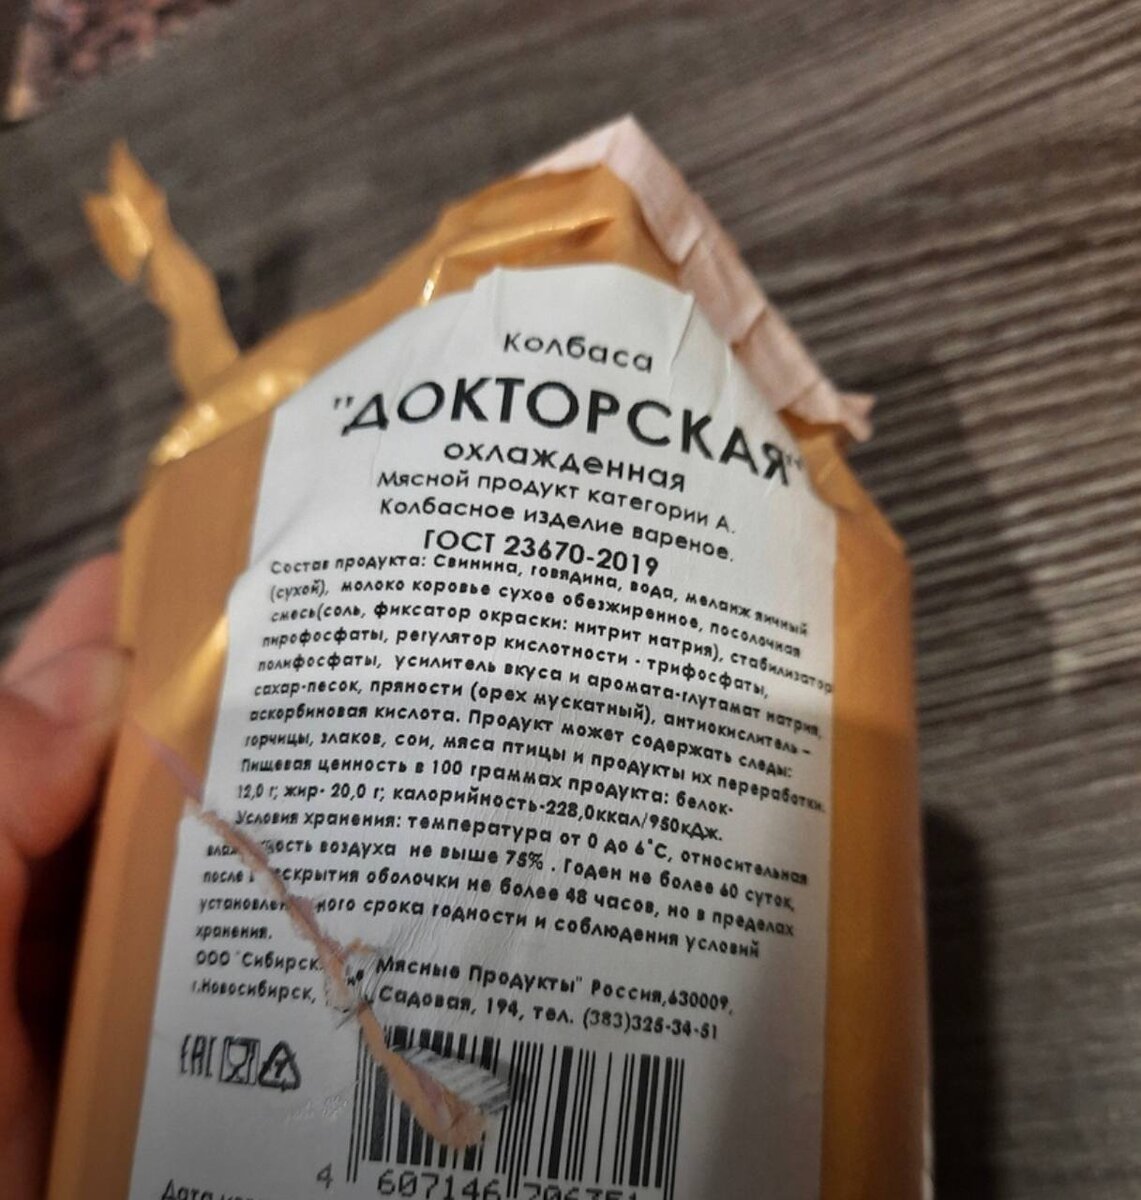 Колбаса
"ДОКТОРСКАЯ"
охлажденная
Мясной продукт категории А.
Колбасное изделие вареное.
ГОСТ 23670-2019
Состав продукта: Свинина, говядина, вода, меланж яичный
(сухой), молоко коровье сухое обезжиренное, посолочная
смесь(соль, фиксатор окраски: нитрит натрия), стабилизатор
пирофосфаты, регулятор кислотности - трифосфаты,
полифосфаты, усилитель вкуса и аромата-глутамат натрия,
сахар-песок, пряности (орех мускатный), антиокислитель –
аскорбиновая кислота. Продукт может содержать следы:
горчицы, злаков, сои, мяса птицы и продукты их переработки.
Пищевая ценность в 100 граммах продукта: белок-
12,0 г; жир- 20,0 г; калорийность-228,0ккал/950кДж.
Условия хранения: температура от 0 до 6°С, относительная
воздуха не выше 75% . Годен не более 60 суток,
после оболочки не более 48 часов, но в пределах
срока годности и соблюдения условий
хранения.
ООО "Сибирск Мясные Продукты" Россия,630009,
г.Новосибирск, Садовая, 194, тел. (383)325-34-51
EAC
4 607146
Дата